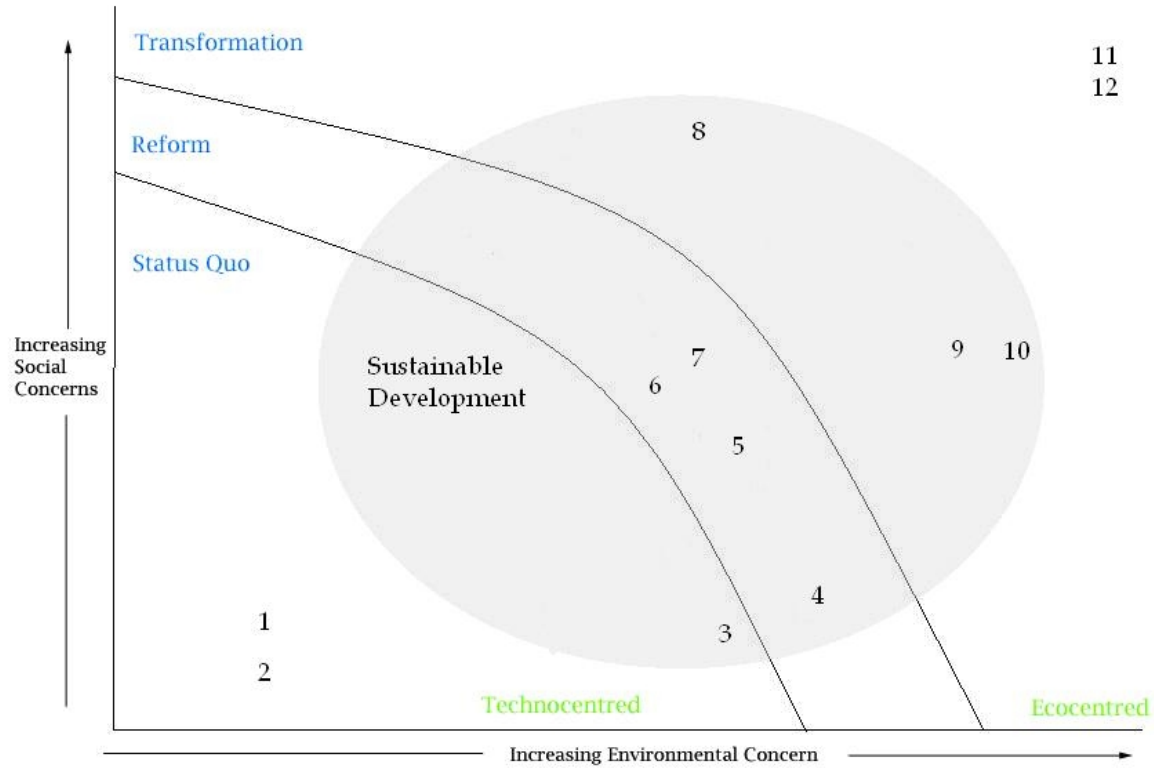 Transformation
11
12
8
Reform
Status Quo
Increasing
Social
Concerns
Sustainable
Development
7
6
9
10
5
4
3
1
2
Technocentred
Ecocentred
Increasing Environmental Concern